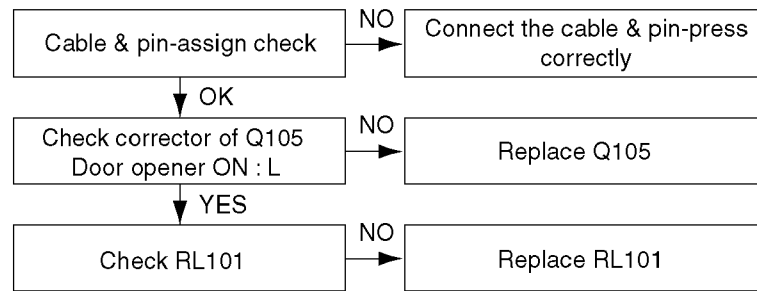 Cable & pin-assign check
NO
Connect the cable & pin-press
correctly
OK
Check corrector of Q105
Door opener ON : L
NO
Replace Q105
YES
Check RL101
NO
Replace RL101